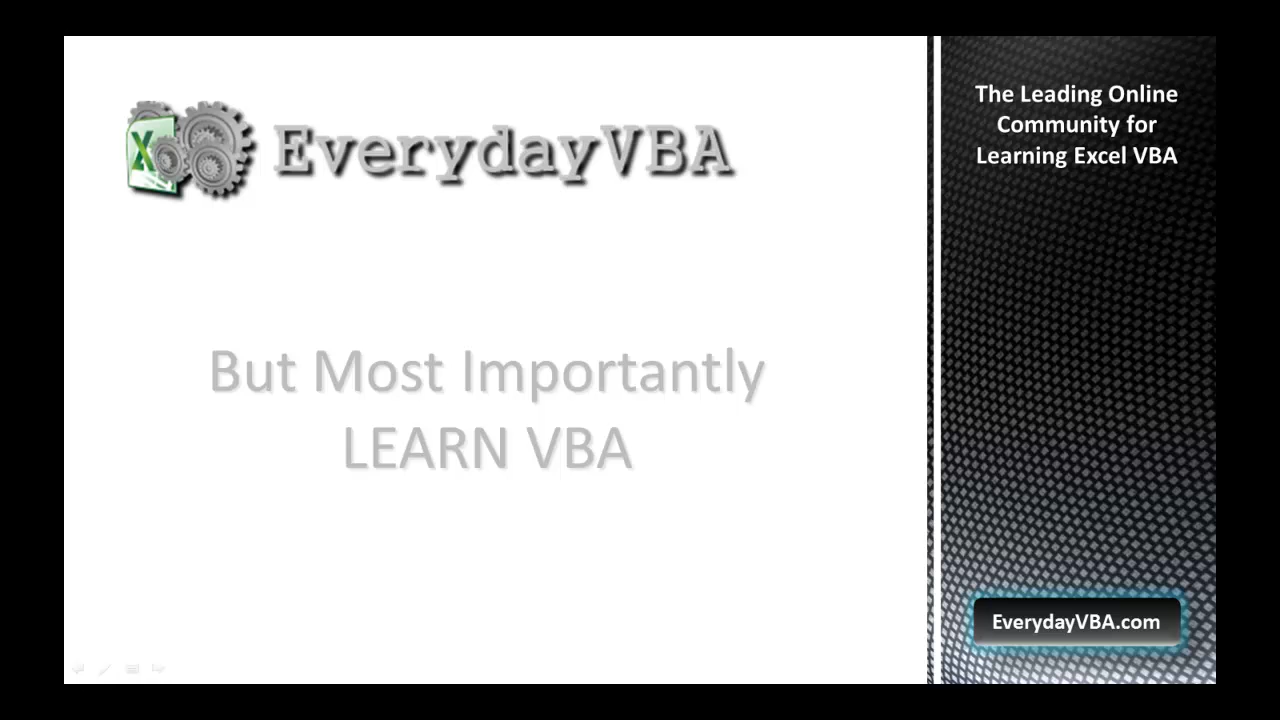 EverydayVBA
But Most Importantly
LEARN VBA
The Leading Online
Community for
Learning Excel VBA
EverydayVBA.com